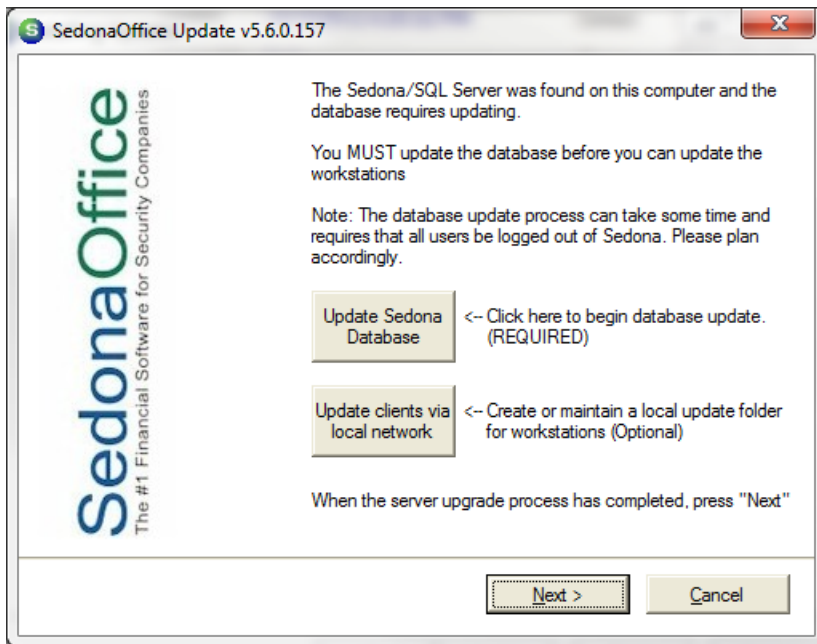 SedonaOffice Update v5.6.0.157
SedonaOffice
The #1 Financial Software for Security Companies
The Sedona/SQL Server was found on this computer and the
database requires updating.
You MUST update the database before you can update the
workstations
Note: The database update process can take some time and
requires that all users be logged out of Sedona. Please plan
accordingly.
Update Sedona
Database
<-- Click here to begin database update.
(REQUIRED)
Update clients via
local network
<-- Create or maintain a local update folder
for workstations (Optional)
When the server upgrade process has completed, press "Next"
Next >
Cancel